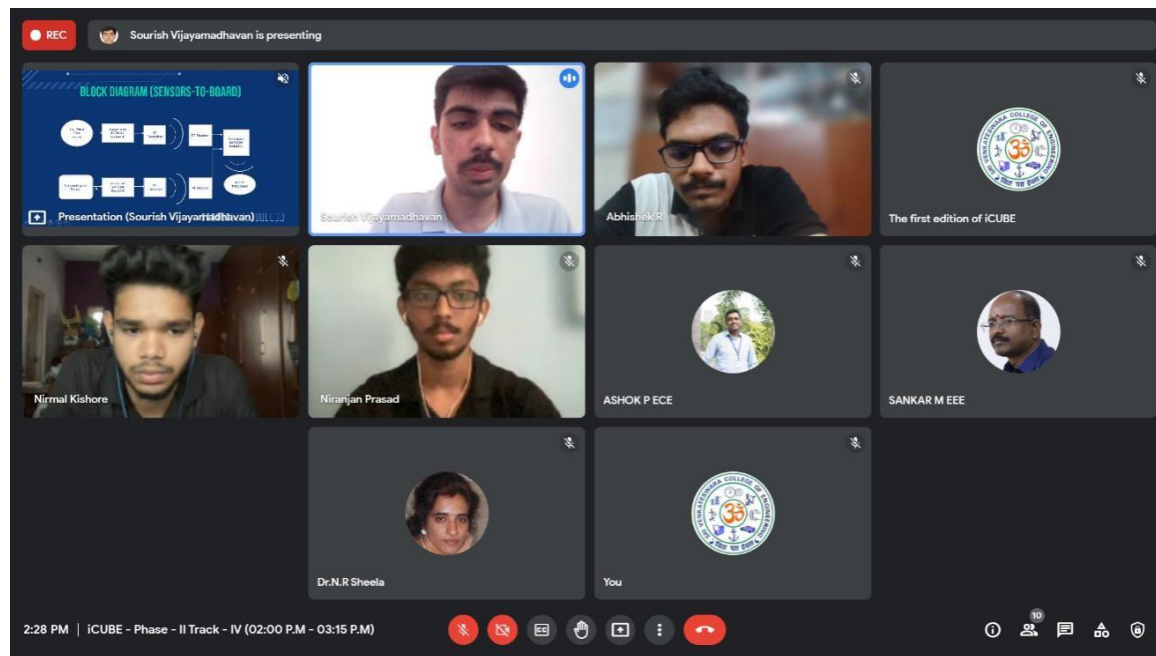 REC
Sourish Vijayamadhavan is presenting
BLOCK DIAGRAM (SENSORS-TO-BOARD)
Presentation (Sourish Vijayamadhavan)
Sourish Vijayamadhavan
Abhishek R
The first edition of iCUBE
Nirmal Kishore
Niranjan Prasad
ASHOK P ECE
SANKAR M EEE
Dr.N.R Sheela
You
2:28 PM | iCUBE - Phase - II Track - IV (02:00 P.M - 03:15 P.M)
CC
10